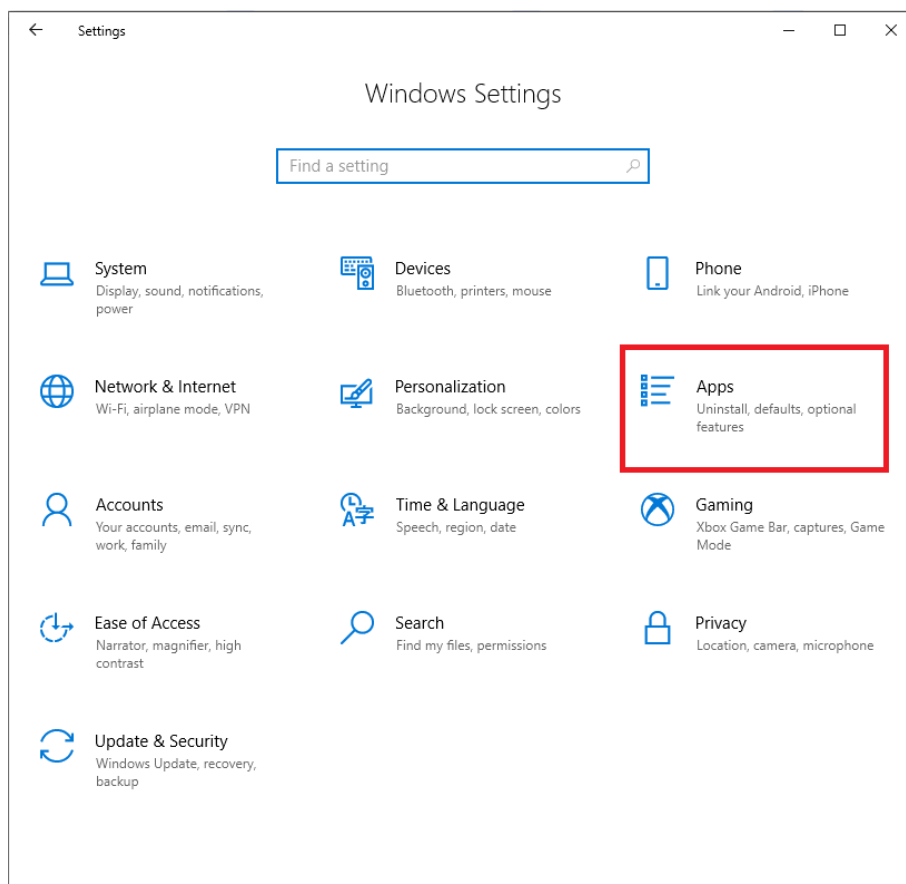 Settings
Windows Settings
Find a setting
System
Display, sound, notifications,
power
Devices
Bluetooth, printers, mouse
Phone
Link your Android, iPhone
Network & Internet
Wi-Fi, airplane mode, VPN
Personalization
Background, lock screen, colors
Apps
Uninstall, defaults, optional
features
Accounts
Your accounts, email, sync,
work, family
Time & Language
Speech, region, date
Gaming
Xbox Game Bar, captures, Game
Mode
Ease of Access
Narrator, magnifier, high
contrast
Search
Find my files, permissions
Privacy
Location, camera, microphone
Update & Security
Windows Update, recovery,
backup